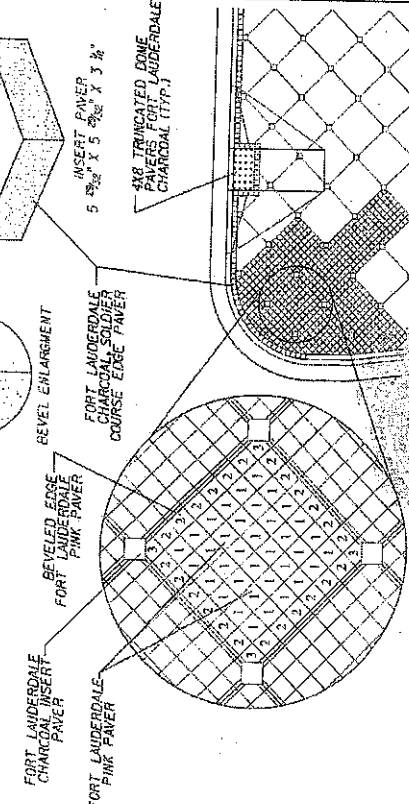 INSERT PAVER
5 29/32" X 5 29/32" X 3 1/8"
4X8 TRUNCATED DOME
PAVERS FORT LAUDERDALE
CHARCOAL (TYP.)
BEVEL ENLARGMENT
FORT LAUDERDALE
CHARCOAL, SOLDIER
COURSE EDGE PAVER
BEVELED EDGE
FORT LAUDERDALE
PINK PAVER
FORT LAUDERDALE
CHARCOAL INSERT
PAVER
FORT LAUDERDALE
PINK PAVER